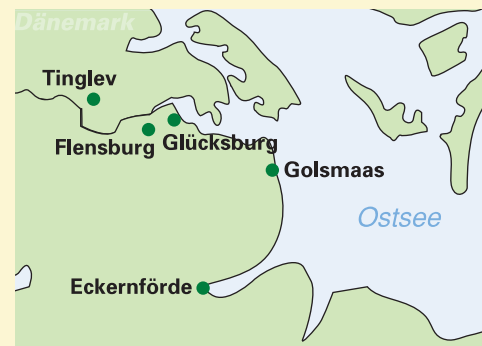 Dänemark
Tinglev
Flensburg
Glücksburg
Golsmaas
Ostsee
Eckernförde